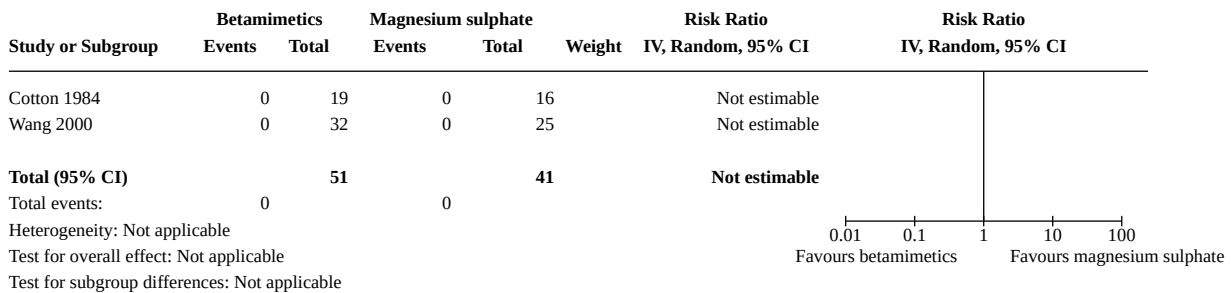 Betamimetics Magnesium sulphate Risk Ratio Risk Ratio
Study or Subgroup Events Total Events Total Weight IV, Random, 95% CI IV, Random, 95% CI
Cotton 1984 0 19 0 16 Not estimable
Wang 2000 0 32 0 25 Not estimable
Total (95% CI) 51 41 Not estimable
Total events: 0 0
Heterogeneity: Not applicable
0.01 0.1 1 10 100
Test for overall effect: Not applicable Favours betamimetics Favours magnesium sulphate
Test for subgroup differences: Not applicable